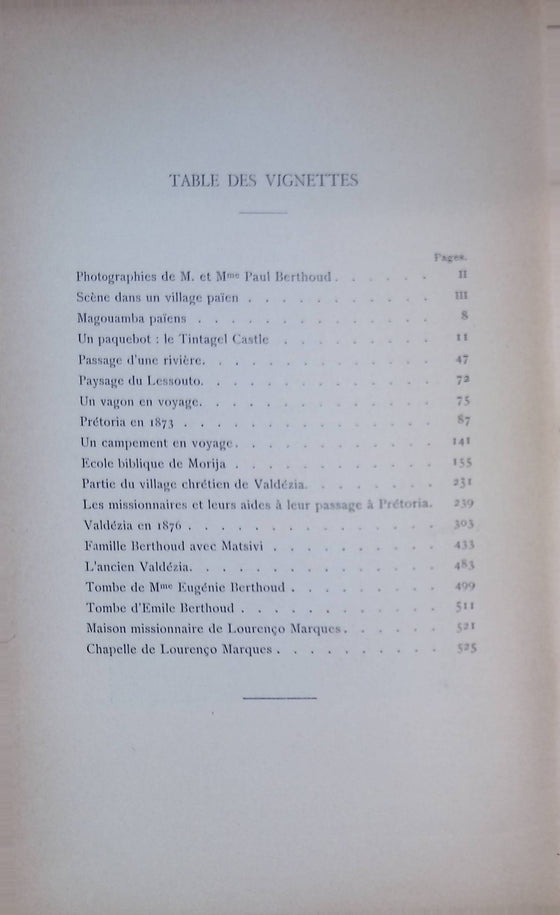 TABLE DES VIGNETTES
Pages.
Photographies de M. et Mme Paul Berthoud . . . . . . II
Scène dans un village païen . . . . . . . . . . . III
Magouamba païens . . . . . . . . . . . . . . 8
Un paquebot : le Tintagel Castle . . . . . . . . . 11
Passage d'une rivière. . . . . . . . . . . . . . 47
Paysage du Lessouto. . . . . . . . . . . . . . 72
Un vagon en voyage. . . . . . . . . . . . . . 75
Prétoria en 1873 . . . . . . . . . . . . . . . 87
Un campement en voyage. . . . . . . . . . . . 141
Ecole biblique de Morija . . . . . . . . . . . . 155
Partie du village chrétien de Valdézia. . . . . . . . 231
Les missionnaires et leurs aides à leur passage à Prétoria. 239
Valdézia en 1876 . . . . . . . . . . . . . . . 303
Famille Berthoud avec Matsivi . . . . . . . . . . 433
L'ancien Valdézia. . . . . . . . . . . . . . . 483
Tombe de Mme Eugénie Berthoud . . . . . . . . . 499
Tombe d'Emile Berthoud . . . . . . . . . . . . 511
Maison missionnaire de Lourenço Marques. . . . . . 521
Chapelle de Lourenço Marques . . . . . . . . . . 525